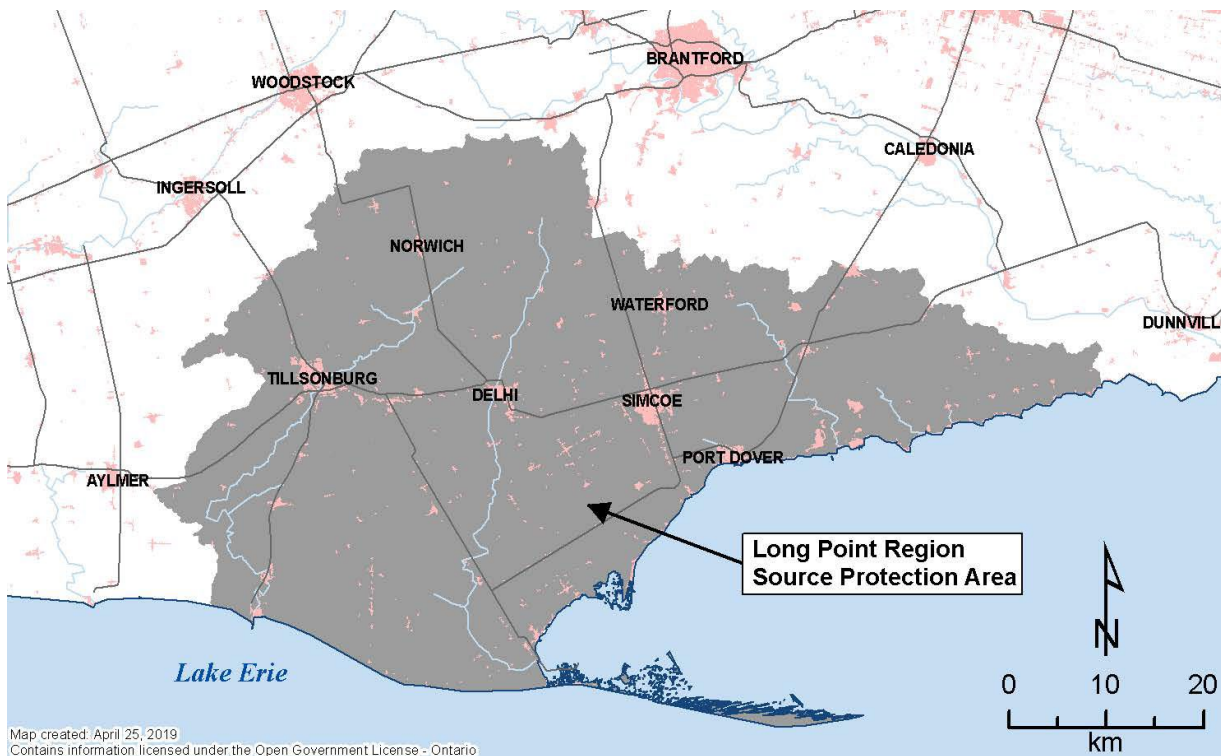 BRANTFORD
WOODSTOCK
CALEDONIA
INGERSOLL
NORWICH
WATERFORD
DUNNVILL
TILLSONBURG
DELHI
SIMCOE
PORT DOVER
AYLMER
Long Point Region
Source Protection Area
Lake Erie
N
0 10 20
km
Map created: April 25, 2019
Contains information licensed under the Open Government License - Ontario